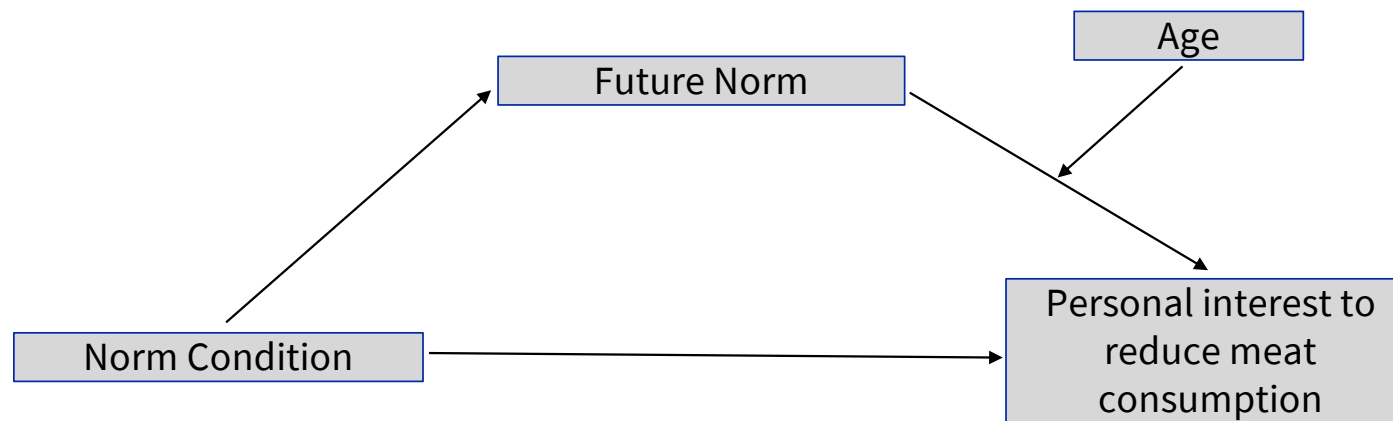 Age
Future Norm
Norm Condition
Personal interest to
reduce meat
consumption